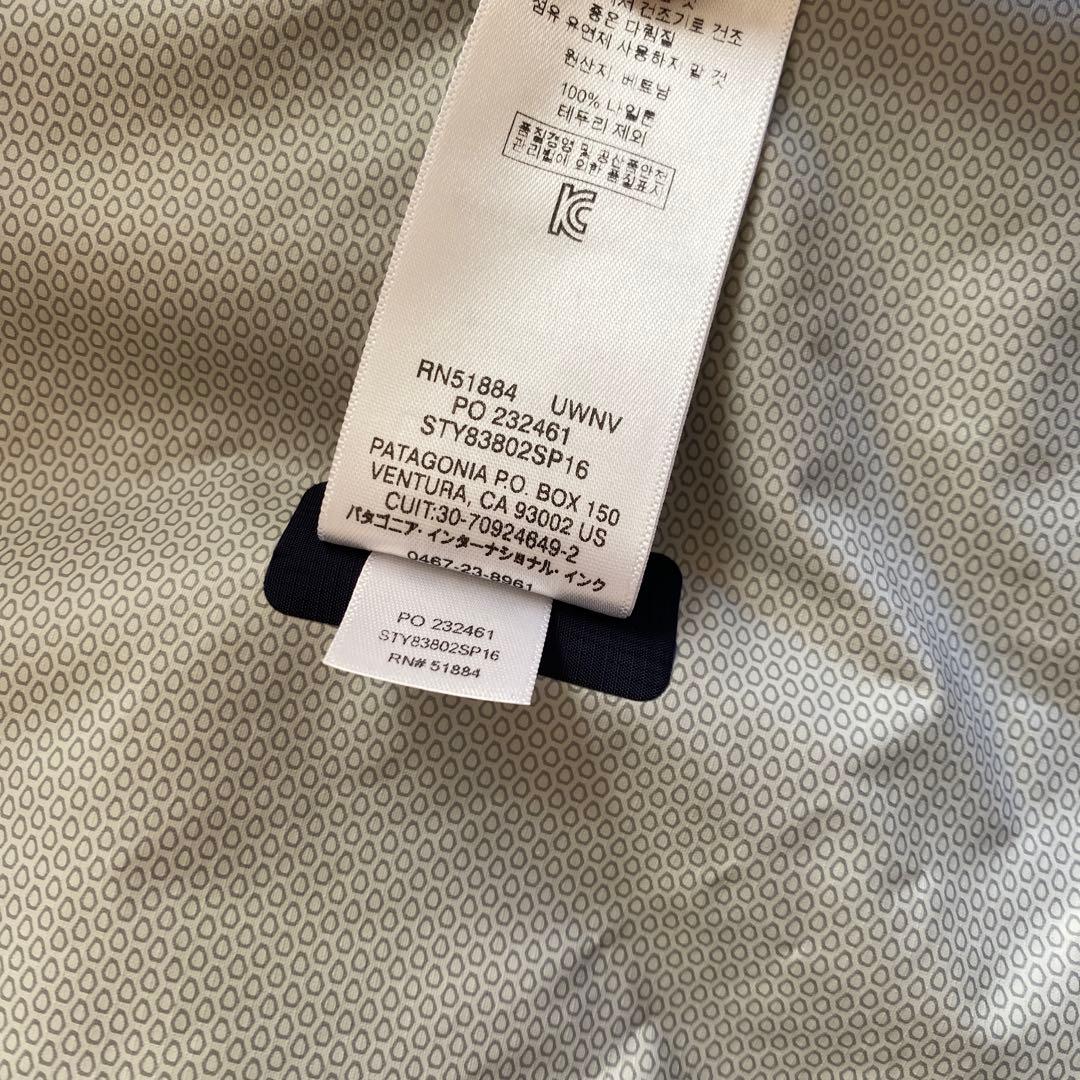 건조기로 건조
좋은 다림질
섬유 유연제 사용하지 말 것
원산지: 베트남
100% 나일론
테두리 제외
품질경영 및 공산품안전
관리법에 의한 품질표시
RN51884 UWNV
PO 232461
STY83802SP16
PATAGONIA P.O. BOX 150
VENTURA, CA 93002 US
CUIT:30-70924649-2
パタゴニア・インターナショナル・インク
0467-23-8961
PO 232461
STY83802SP16
RN# 51884